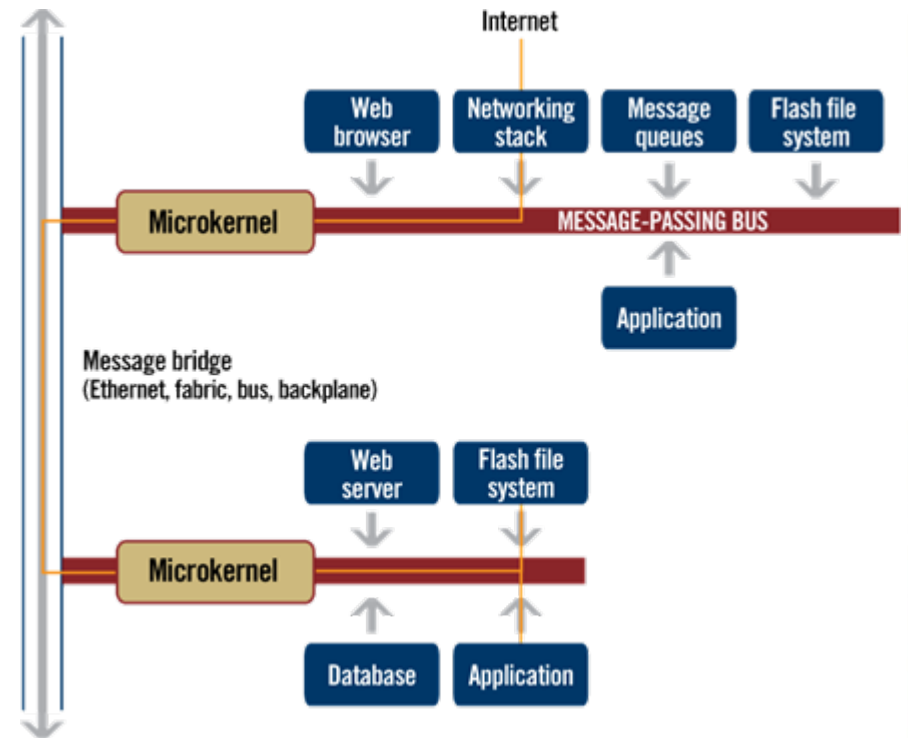 Internet
Web
browser
Networking
stack
Message
queues
Flash file
system
Microkernel
MESSAGE-PASSING BUS
Application
Message bridge
(Ethernet, fabric, bus, backplane)
Web
server
Flash file
system
Microkernel
Database
Application